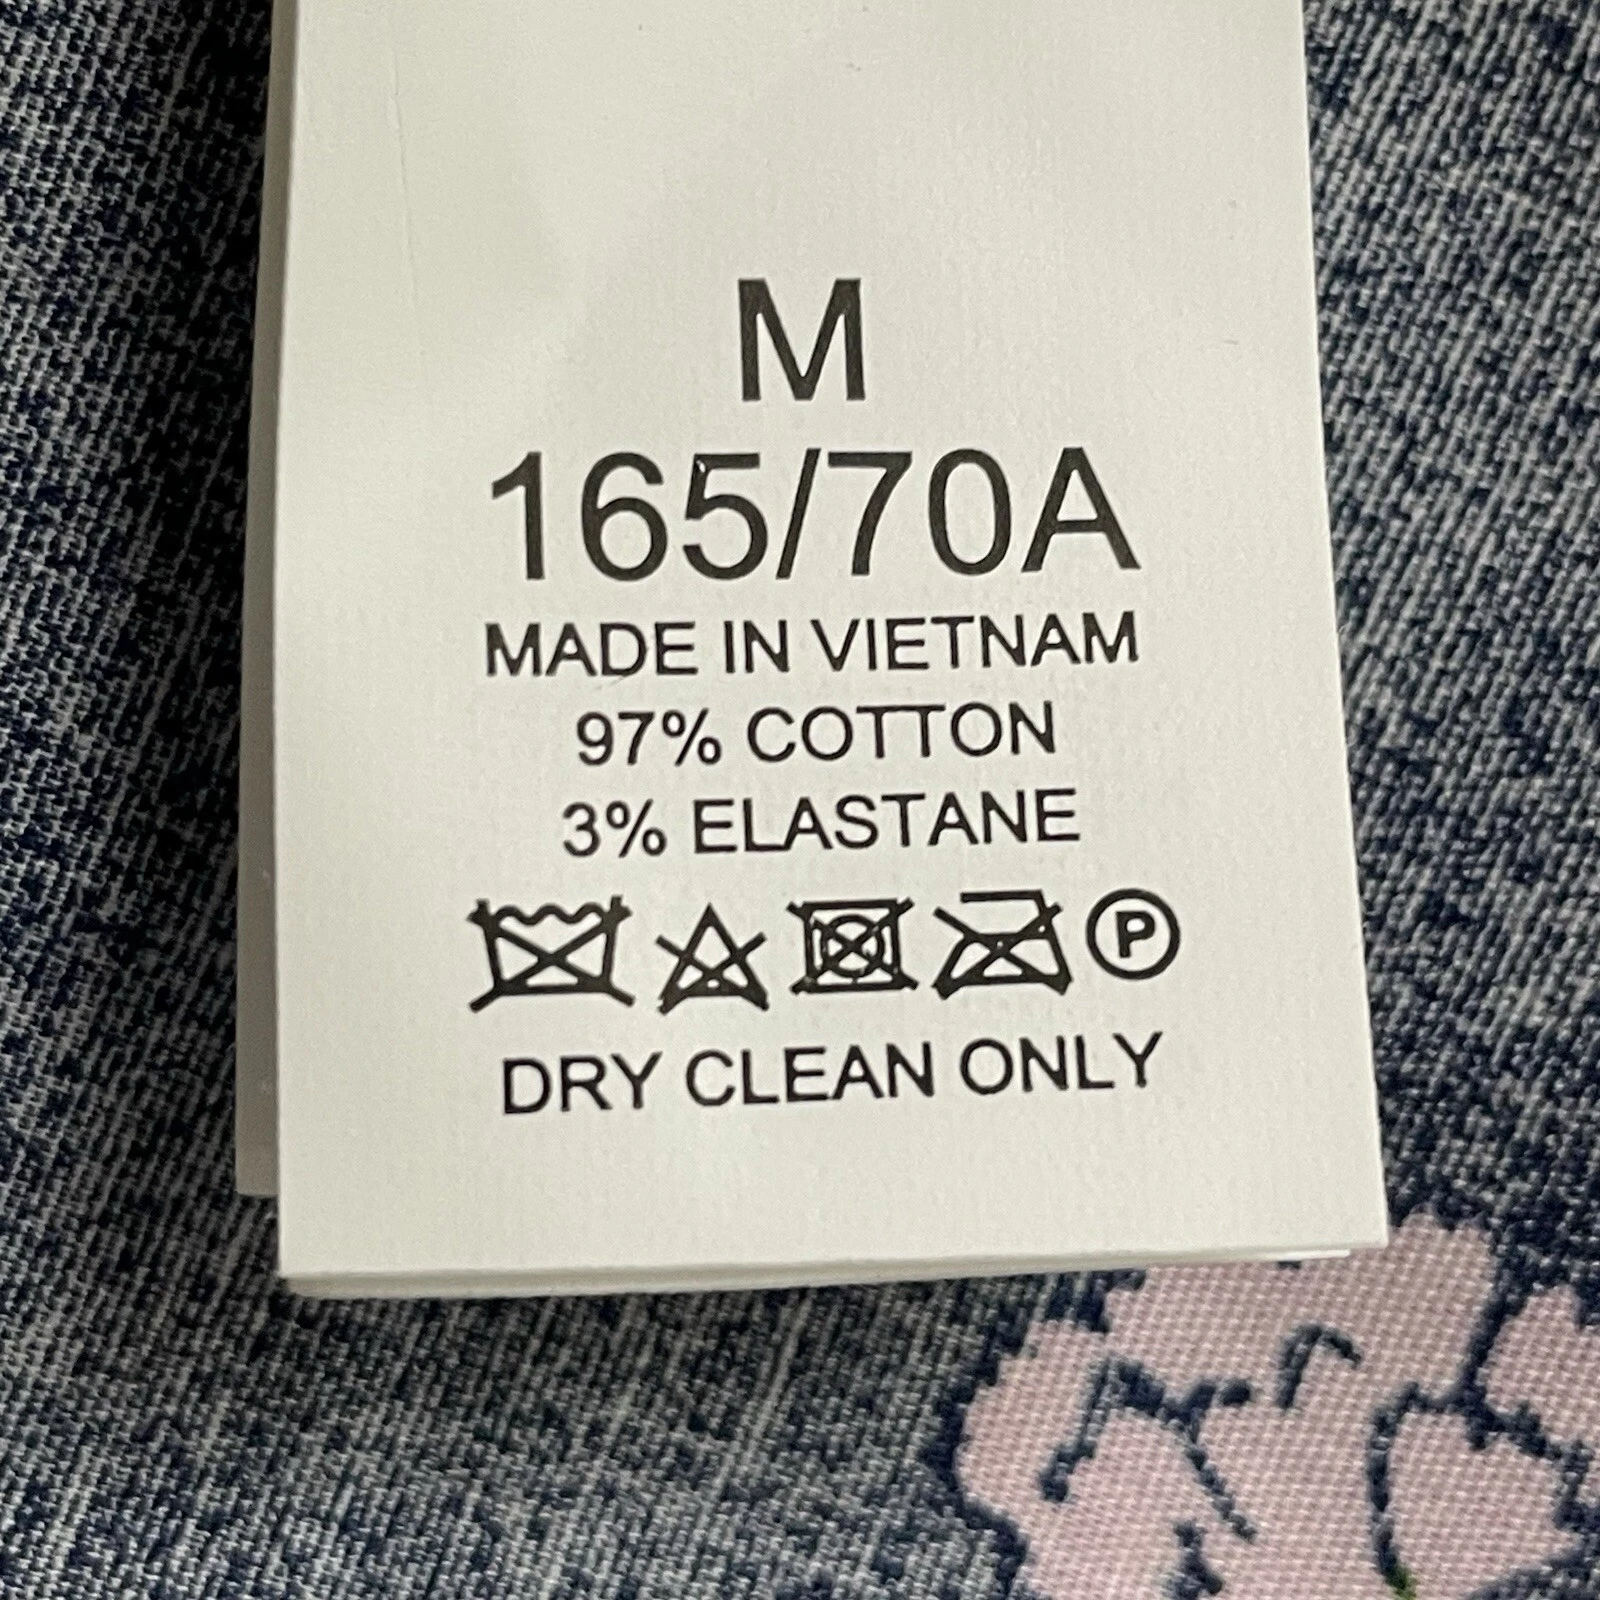 M
165/70A
MADE IN VIETNAM
97% COTTON
3% ELASTANE
P
DRY CLEAN ONLY